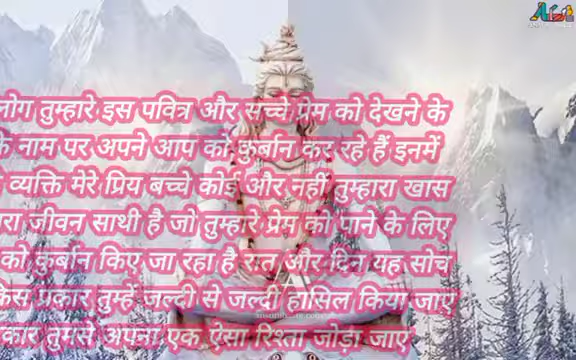 लोग तुम्हारे इस पवित्र और सच्चे प्रेम को देखने के
के नाम पर अपने आप को कुर्बान कर रहे हैं इनमें
व्यक्ति मेरे प्रिय बच्चे कोई और नहीं तुम्हारा खास
जीवन साथी है जो तुम्हारे प्रेम को पाने के लिए
को कुर्बान किए जा रहा है रात और दिन यह सोच
प्रकार तुम्हें जल्दी से जल्दी हासिल किया जाए
तुमसे अपना एक ऐसा रिश्ता जोड़ा जाए